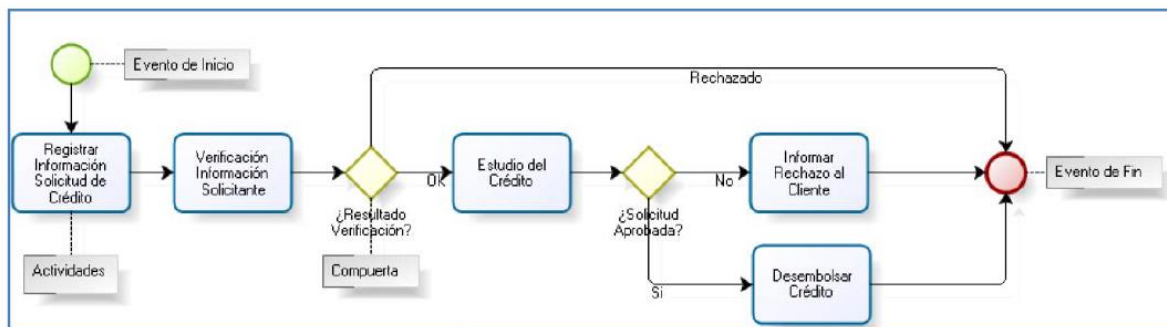 Evento de Inicio
Rechazado
Registrar
Información
Solicitud de
Crédito
Verificación
Información
Solicitante
OK
Estudio del
Crédito
No
Informar
Rechazo al
Cliente
Evento de Fin
¿Resultado
Verificación?
¿Solicitud
Aprobada?
Actividades
Compuerta
Si
Desembolsar
Crédito